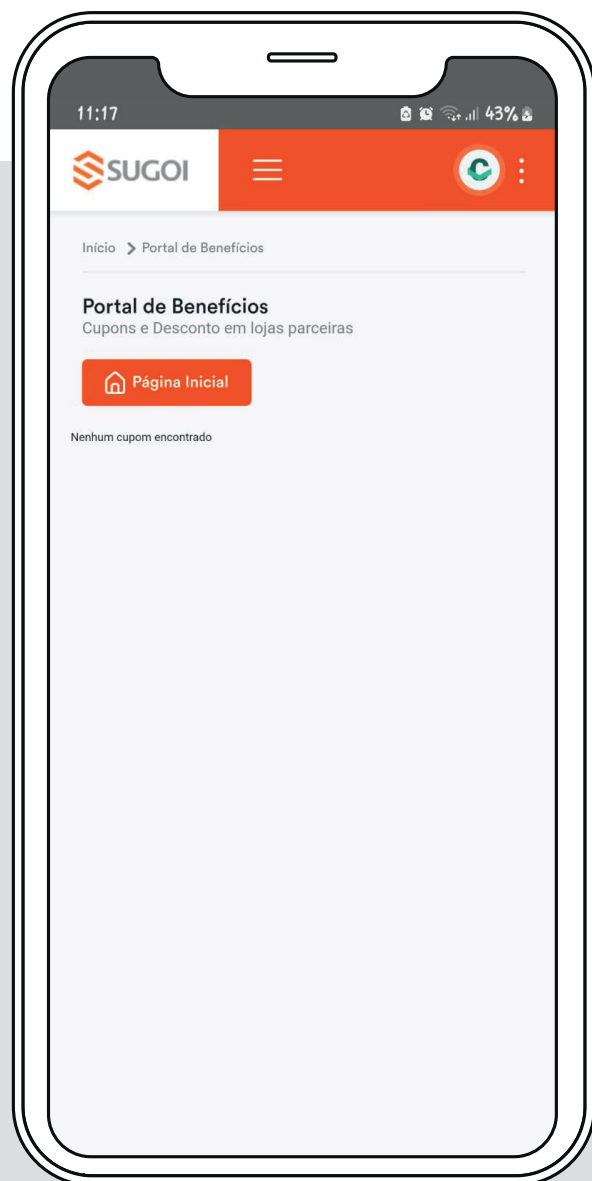 11:17 43%
SUGOI
Início Portal de Benefícios
Portal de Benefícios
Cupons e Desconto em lojas parceiras
Página Inicial
Nenhum cupom encontrado